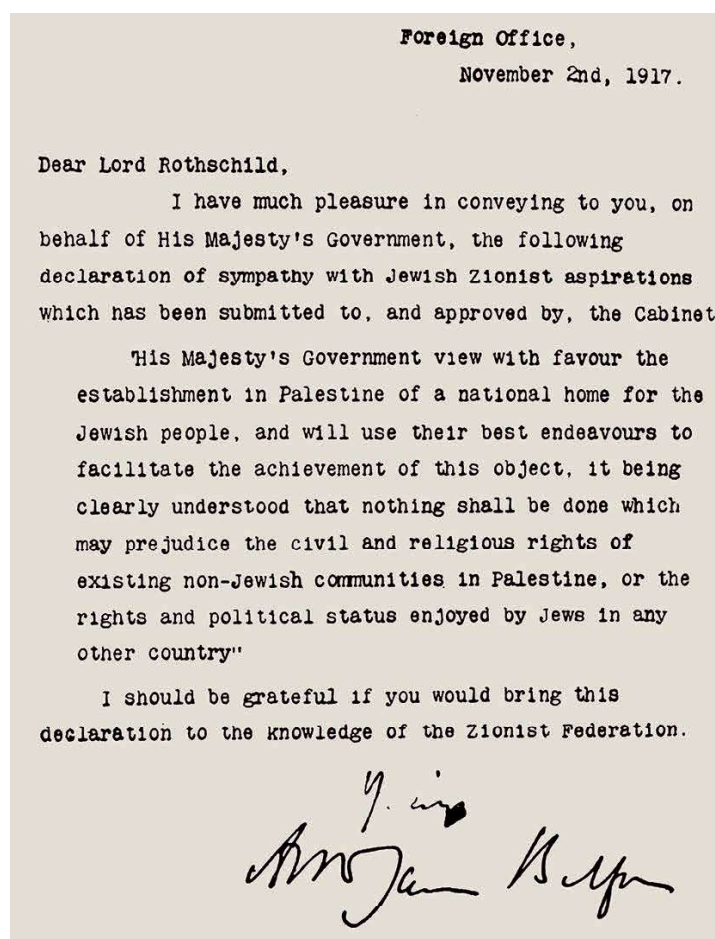 Foreign Office,
November 2nd, 1917.
Dear Lord Rothschild,
I have much pleasure in conveying to you, on
behalf of His Majesty's Government, the following
declaration of sympathy with Jewish Zionist aspirations
which has been submitted to, and approved by, the Cabinet
'His Majesty's Government view with favour the
establishment in Palestine of a national home for the
Jewish people, and will use their best endeavours to
facilitate the achievement of this object, it being
clearly understood that nothing shall be done which
may prejudice the civil and religious rights of
existing non-Jewish communities in Palestine, or the
rights and political status enjoyed by Jews in any
other country"
I should be grateful if you would bring this
declaration to the knowledge of the Zionist Federation.
Arthur James Balfour